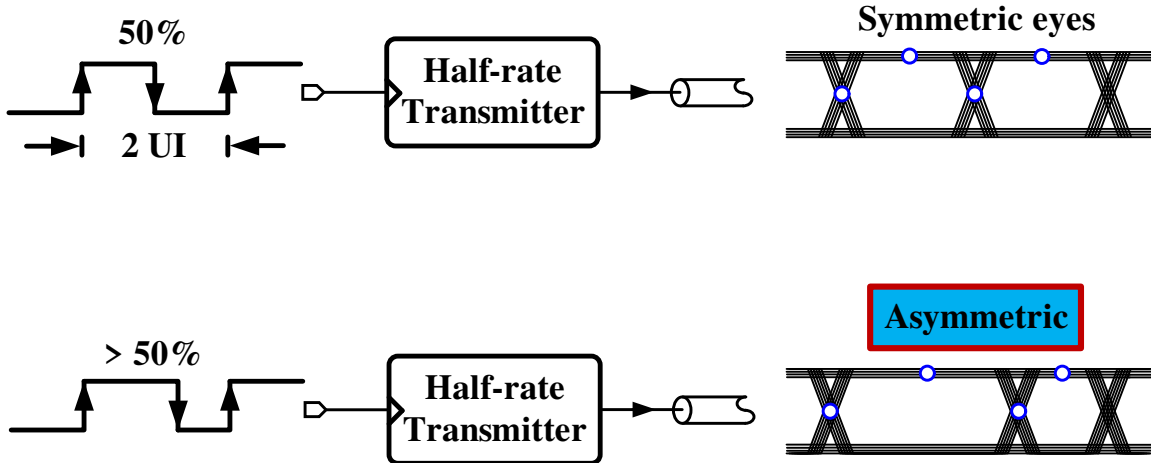 50%
2 UI
Half-rate
Transmitter
Symmetric eyes
> 50%
Half-rate
Transmitter
Asymmetric